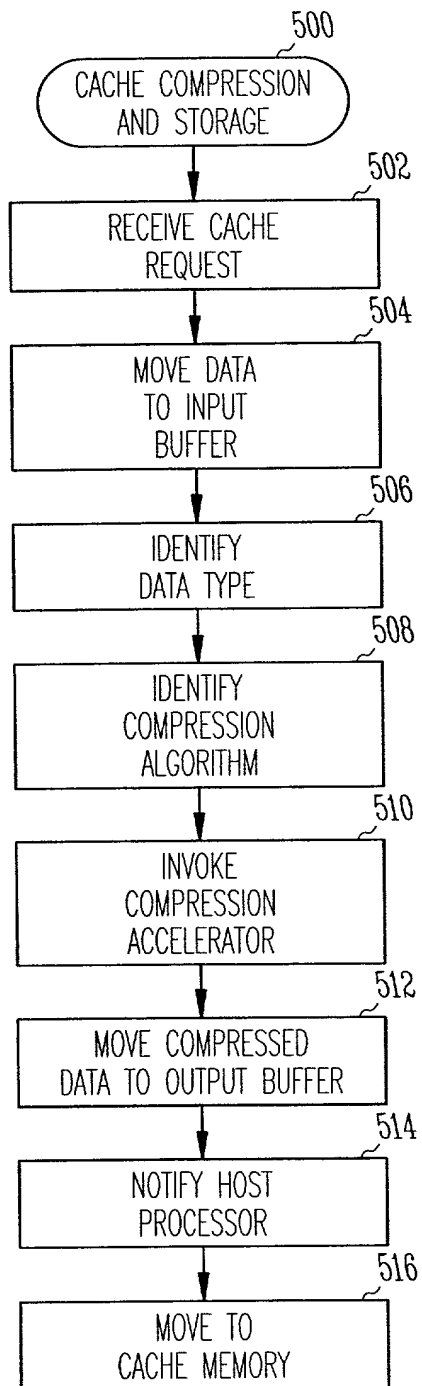 500
CACHE COMPRESSION
AND STORAGE
502
RECEIVE CACHE
REQUEST
504
MOVE DATA
TO INPUT
BUFFER
506
IDENTIFY
DATA TYPE
508
IDENTIFY
COMPRESSION
ALGORITHM
510
INVOKE
COMPRESSION
ACCELERATOR
512
MOVE COMPRESSED
DATA TO OUTPUT BUFFER
514
NOTIFY HOST
PROCESSOR
516
MOVE TO
CACHE MEMORY